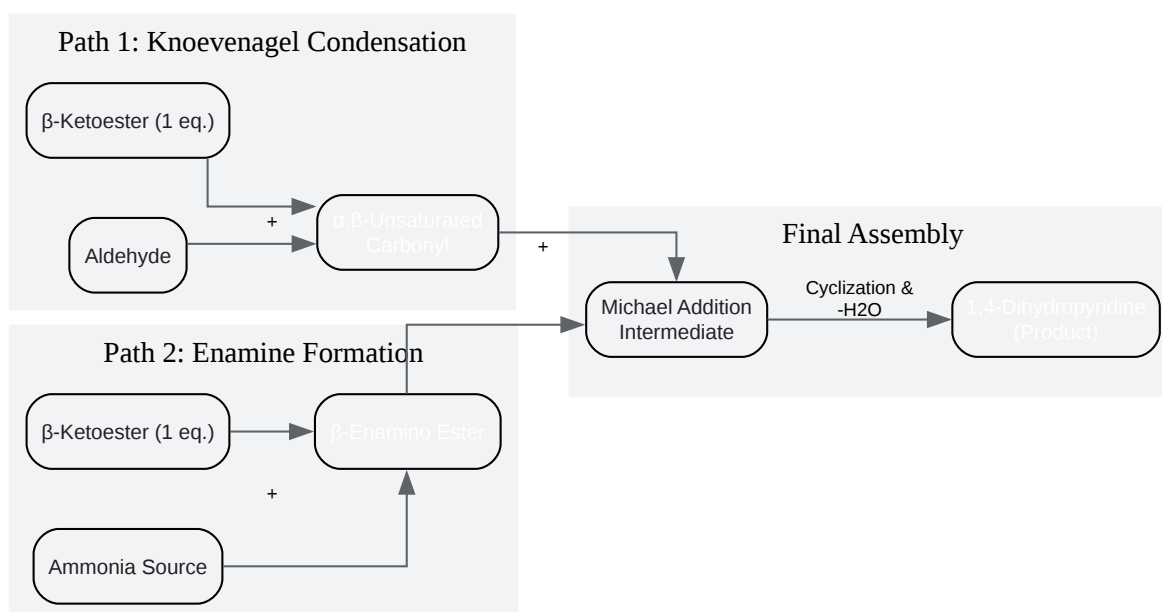 Path 1: Knoevenagel Condensation
β-Ketoester (1 eq.)
+
α,β-Unsaturated
Carbonyl
Aldehyde
+
Path 2: Enamine Formation
β-Ketoester (1 eq.)
β-Enamino Ester
+
Ammonia Source
Final Assembly
Michael Addition
Intermediate
Cyclization &
-H2O
1,4-Dihydropyridine
(Product)